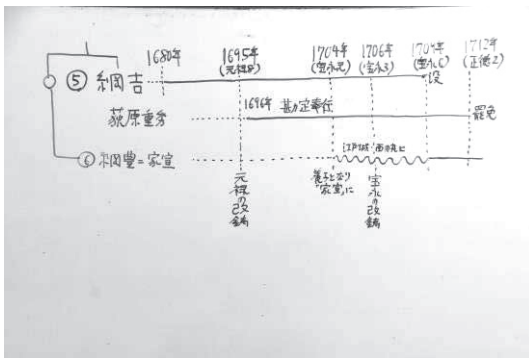 1680年 1695年 1704年 1706年 1709年 1712年
(元禄8) (宝永元) (宝永3) (宝永6) (正徳2)
⑤ 綱吉 没
荻原重秀 1696年 勘定奉行 罷免
⑥ 綱豊=家宣 江戸城西の丸に
元禄の改鋳
養子となり
「家宣」に
宝永の改鋳